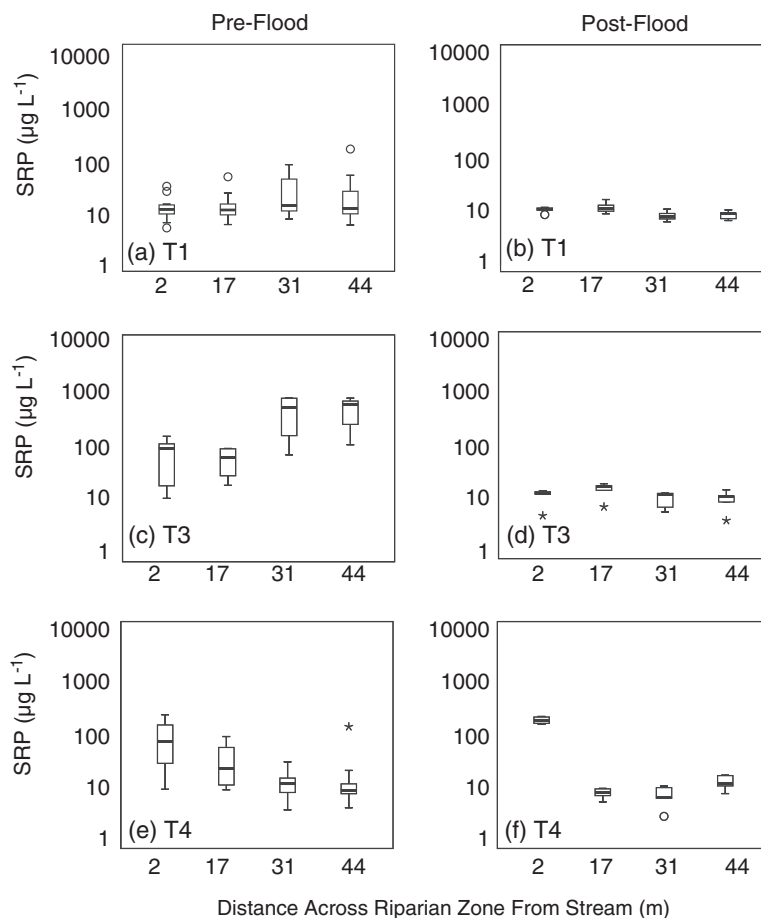 Pre-Flood
Post-Flood
SRP (µg L⁻¹)
10000
1000
100
10
1
(a) T1
2 17 31 44
10000
1000
100
10
1
(b) T1
2 17 31 44
SRP (µg L⁻¹)
10000
1000
100
10
1
(c) T3
2 17 31 44
10000
1000
100
10
1
(d) T3
2 17 31 44
SRP (µg L⁻¹)
10000
1000
100
10
1
(e) T4
2 17 31 44
10000
1000
100
10
1
(f) T4
2 17 31 44
Distance Across Riparian Zone From Stream (m)